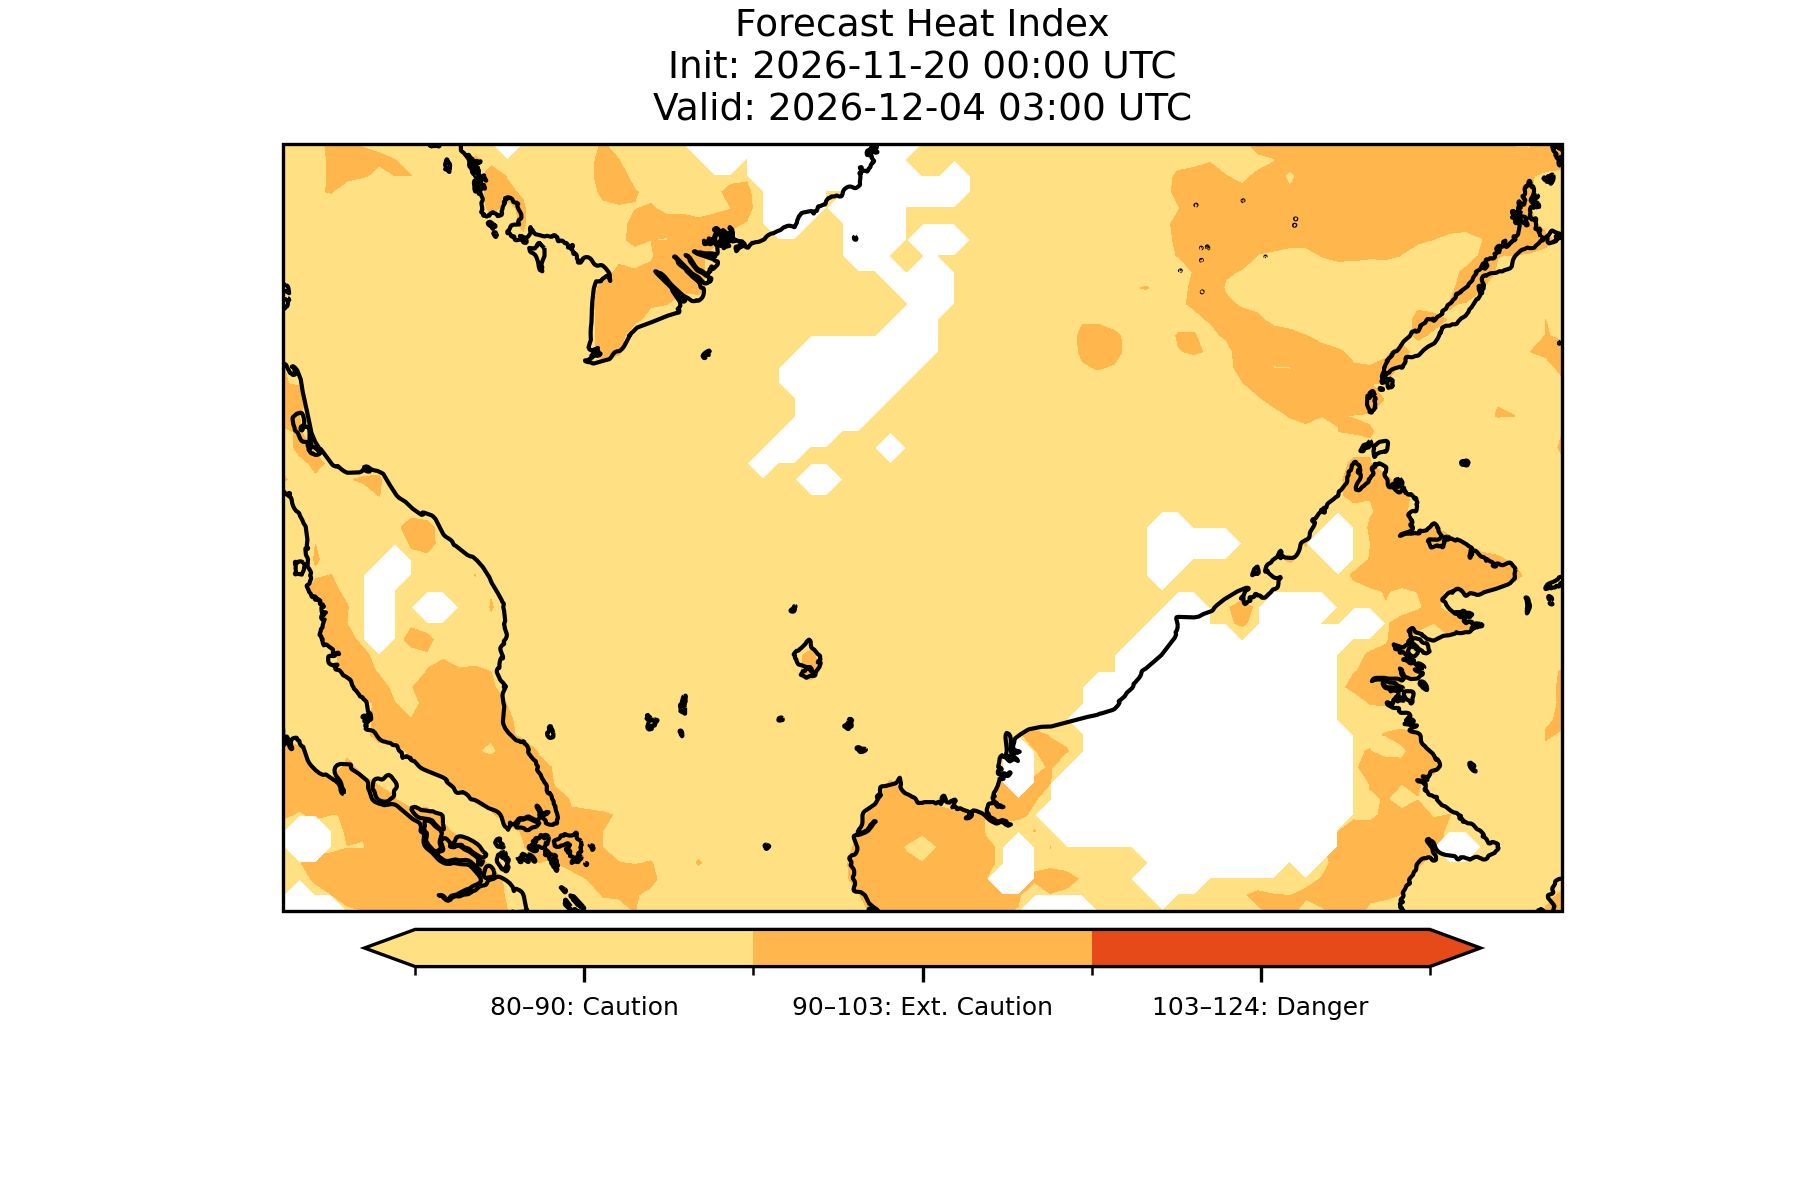 Forecast Heat Index
Init: 2026-11-20 00:00 UTC
Valid: 2026-12-04 03:00 UTC
80–90: Caution
90–103: Ext. Caution
103–124: Danger